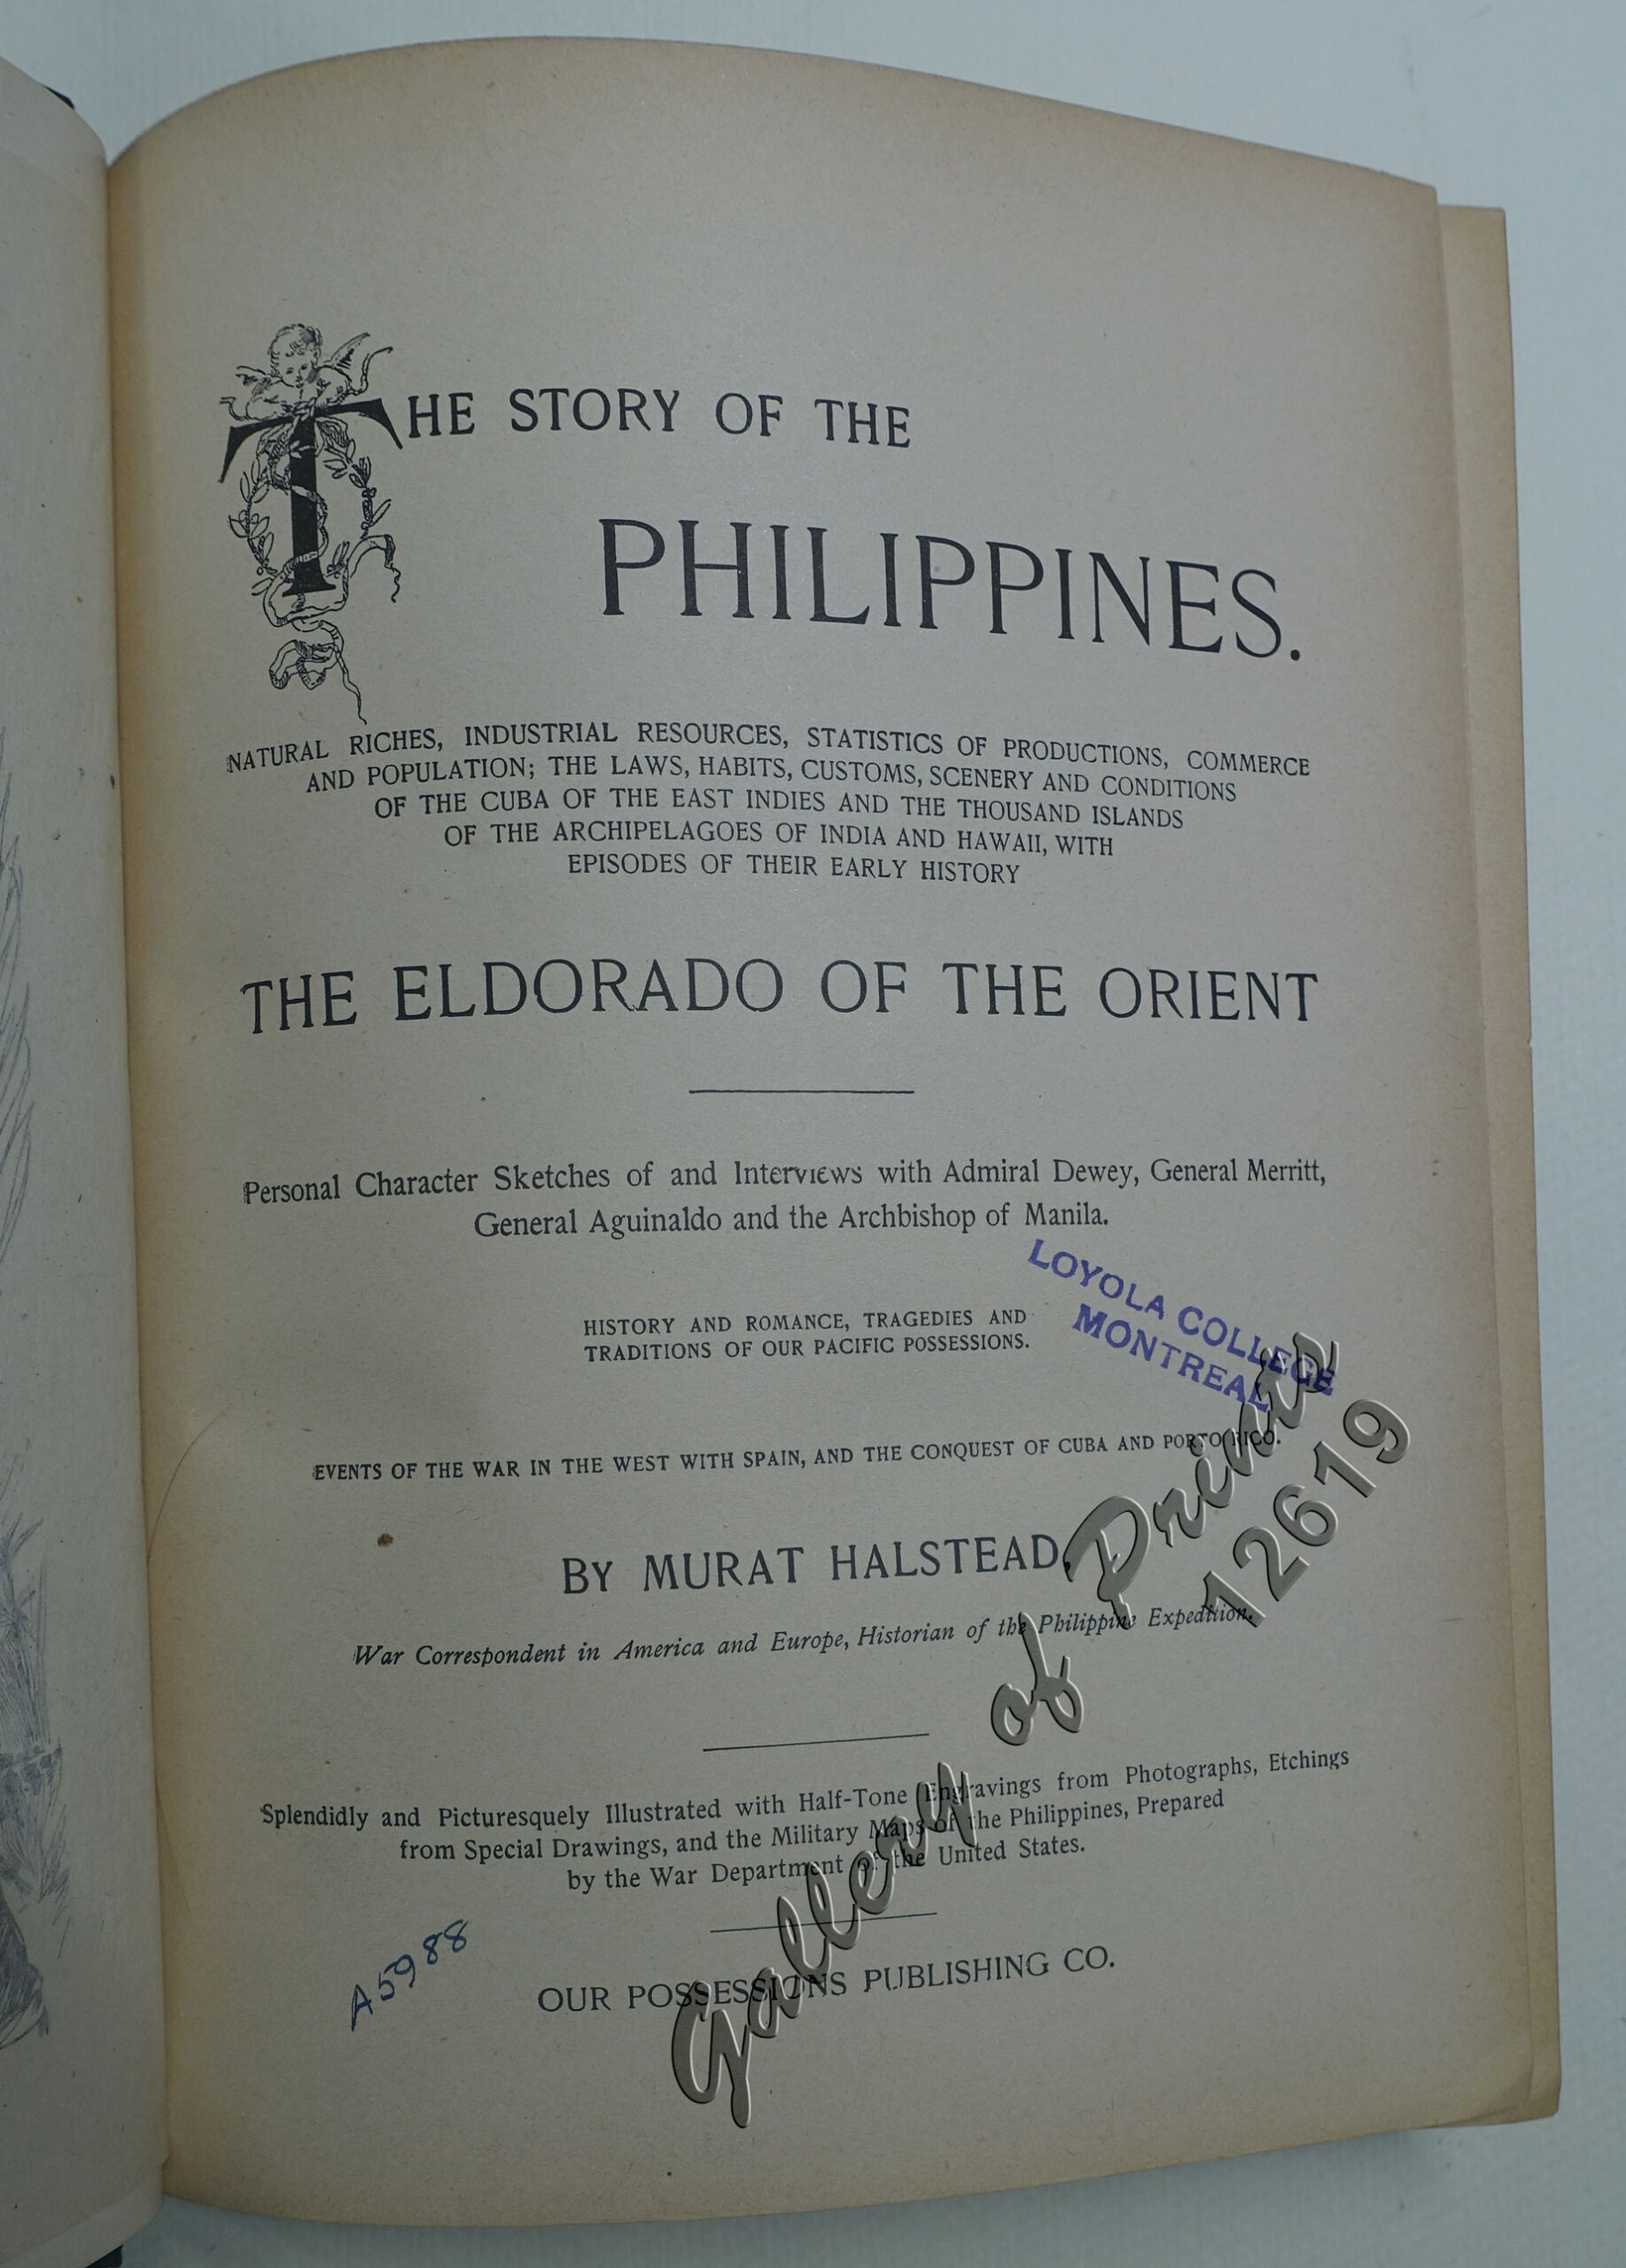 THE STORY OF THE
PHILIPPINES.
NATURAL RICHES, INDUSTRIAL RESOURCES, STATISTICS OF PRODUCTIONS, COMMERCE
AND POPULATION; THE LAWS, HABITS, CUSTOMS, SCENERY AND CONDITIONS
OF THE CUBA OF THE EAST INDIES AND THE THOUSAND ISLANDS
OF THE ARCHIPELAGOES OF INDIA AND HAWAII, WITH
EPISODES OF THEIR EARLY HISTORY
THE ELDORADO OF THE ORIENT
Personal Character Sketches of and Interviews with Admiral Dewey, General Merritt,
General Aguinaldo and the Archbishop of Manila.
LOYOLA COLLEGE
MONTREAL
HISTORY AND ROMANCE, TRAGEDIES AND
TRADITIONS OF OUR PACIFIC POSSESSIONS.
EVENTS OF THE WAR IN THE WEST WITH SPAIN, AND THE CONQUEST OF CUBA AND PORTO RICO.
BY MURAT HALSTEAD,
War Correspondent in America and Europe, Historian of the Philippine Expedition.
Splendidly and Picturesquely Illustrated with Half-Tone Engravings from Photographs, Etchings
from Special Drawings, and the Military Maps of the Philippines, Prepared
by the War Department of the United States.
A5988
OUR POSSESSIONS PUBLISHING CO.
Gallery of Prints
12619